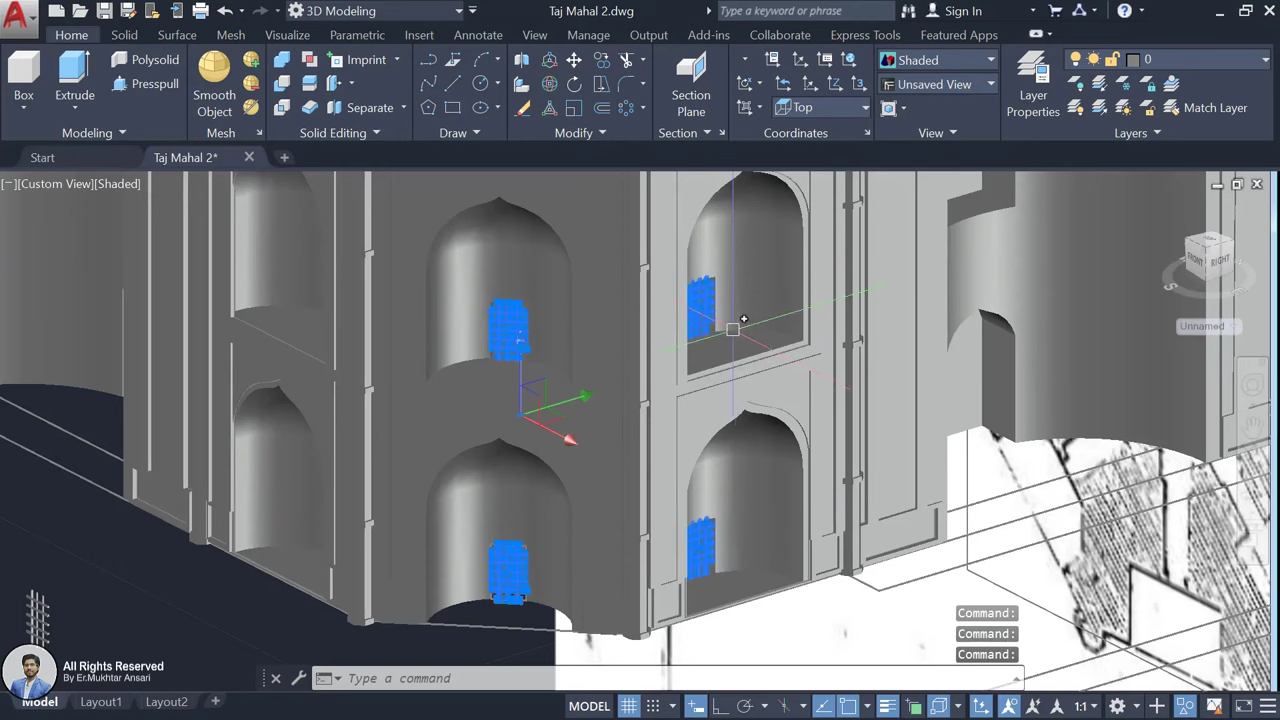 3D Modeling
Taj Mahal 2.dwg
Type a keyword or phrase
Sign In
Home
Solid
Surface
Mesh
Visualize
Parametric
Insert
Annotate
View
Manage
Output
Add-ins
Collaborate
Express Tools
Featured Apps
Box
Extrude
Polysolid
Presspull
Smooth
Object
Imprint
Separate
Section
Plane
Top
Shaded
Unsaved View
Layer
Properties
0
Match Layer
Modeling
Mesh
Solid Editing
Draw
Modify
Section
Coordinates
View
Layers
Start
Taj Mahal 2*
[−][Custom View][Shaded]
FRONT
RIGHT
S
Unnamed
Command:
Command:
Command:
All Rights Reserved
By Er.Mukhtar Ansari
Type a command
Model
Layout1
Layout2
MODEL
1:1